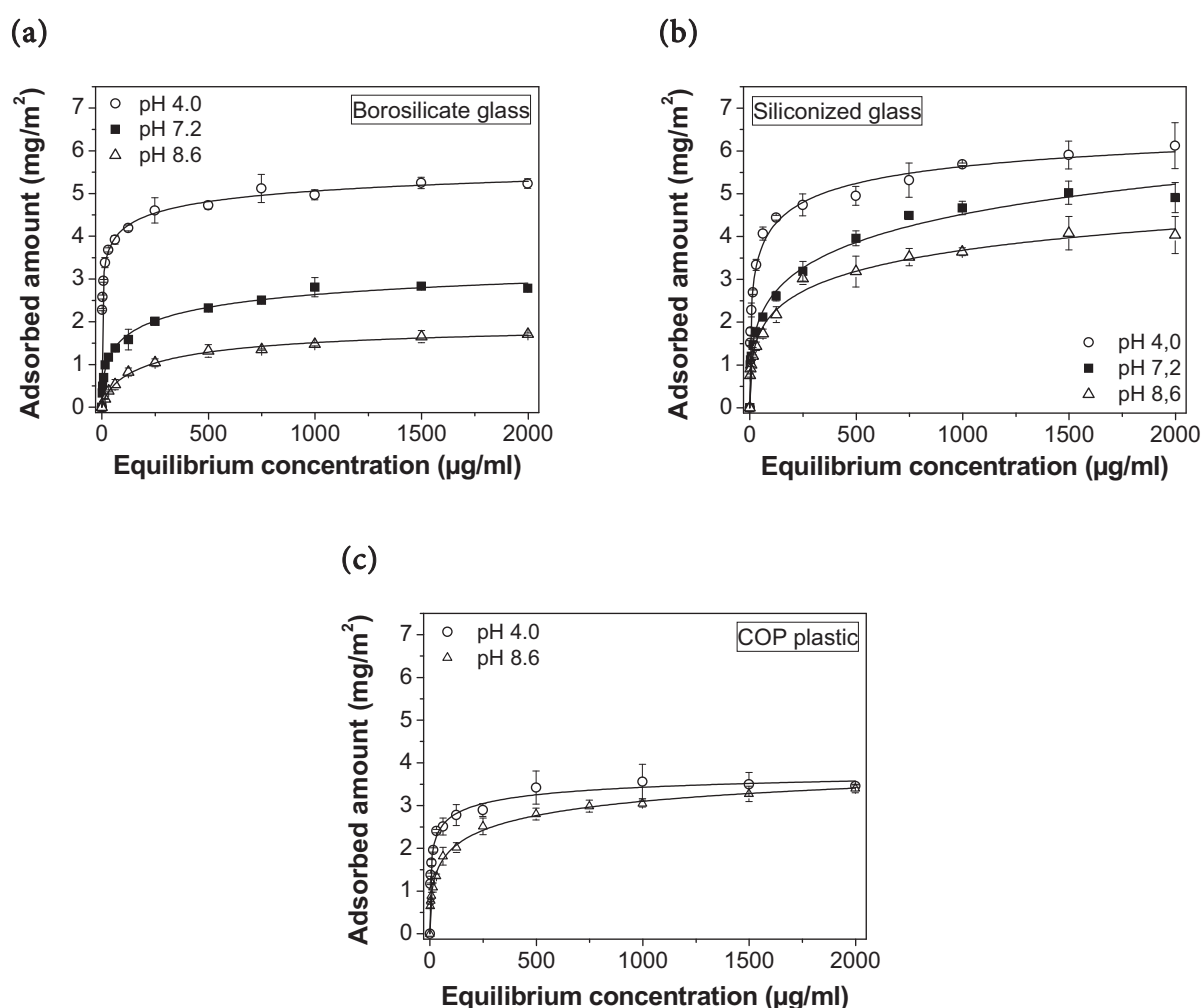 (a)
Borosilicate glass
pH 4.0
pH 7.2
pH 8.6
Adsorbed amount (mg/m²)
7
6
5
4
3
2
1
0
0 500 1000 1500 2000
Equilibrium concentration (µg/ml)
(b)
Siliconized glass
Adsorbed amount (mg/m²)
7
6
5
4
3
2
1
0
pH 4,0
pH 7,2
pH 8,6
0 500 1000 1500 2000
Equilibrium concentration (µg/ml)
(c)
pH 4.0
pH 8.6
COP plastic
Adsorbed amount (mg/m²)
7
6
5
4
3
2
1
0
0 500 1000 1500 2000
Equilibrium concentration (µg/ml)